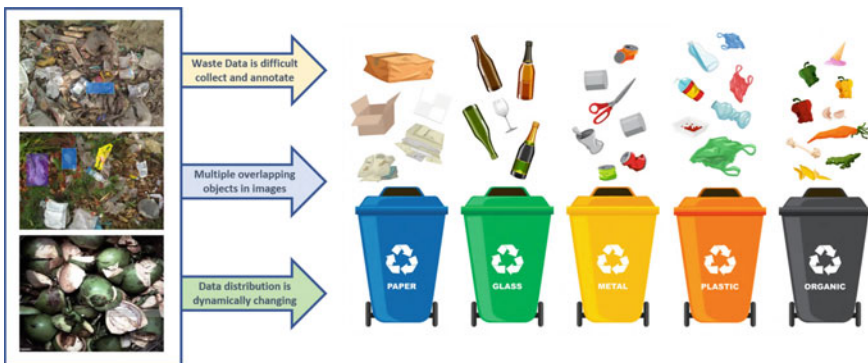 Waste Data is difficult
collect and annotate
Multiple overlapping
objects in images
Data distribution is
dynamically changing
PAPER
GLASS
METAL
PLASTIC
ORGANIC